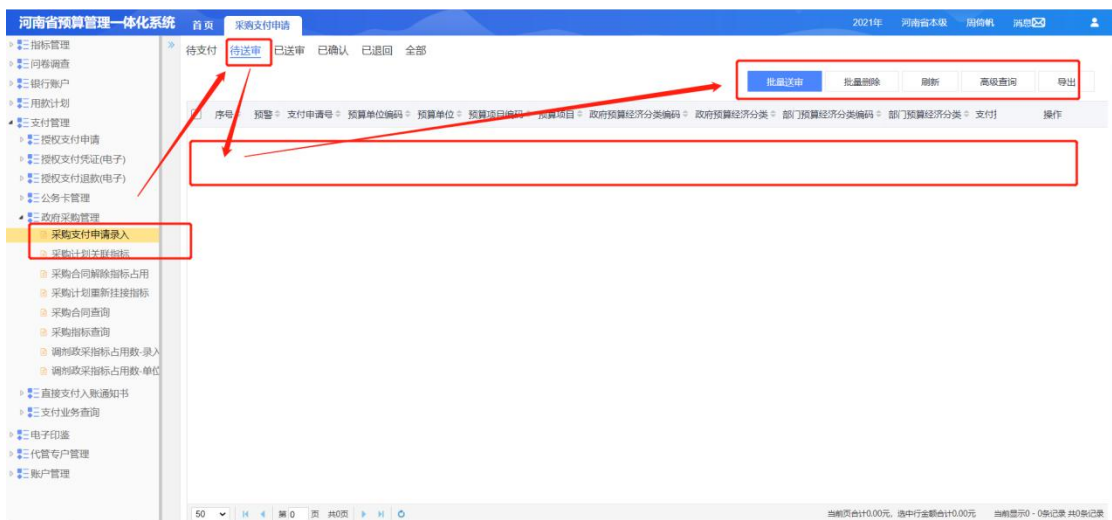 河南省预算管理一体化系统 首页 采购支付申请 2021年 河南省本级 周倚帆 消息
指标管理
问卷调查
银行账户
用款计划
支付管理
授权支付申请
授权支付凭证(电子)
授权支付退款(电子)
公务卡管理
政府采购管理
采购支付申请录入
采购计划关联指标
采购合同解除指标占用
采购计划重新挂接指标
采购合同查询
采购指标查询
调剂政采指标占用数-录入
调剂政采指标占用数-单位
直接支付入账通知书
支付业务查询
电子印鉴
代管专户管理
账户管理
待支付 待送审 已送审 已确认 已退回 全部
批量送审 批量删除 刷新 高级查询 导出
序号 预警 支付申请号 预算单位编码 预算单位 预算项目编码 预算项目 政府预算经济分类编码 政府预算经济分类 部门预算经济分类编码 部门预算经济分类 支付 操作
50 第 0 页 共0页 当前页合计0.00元, 选中行金额合计0.00元 当前显示0 - 0条记录 共0条记录